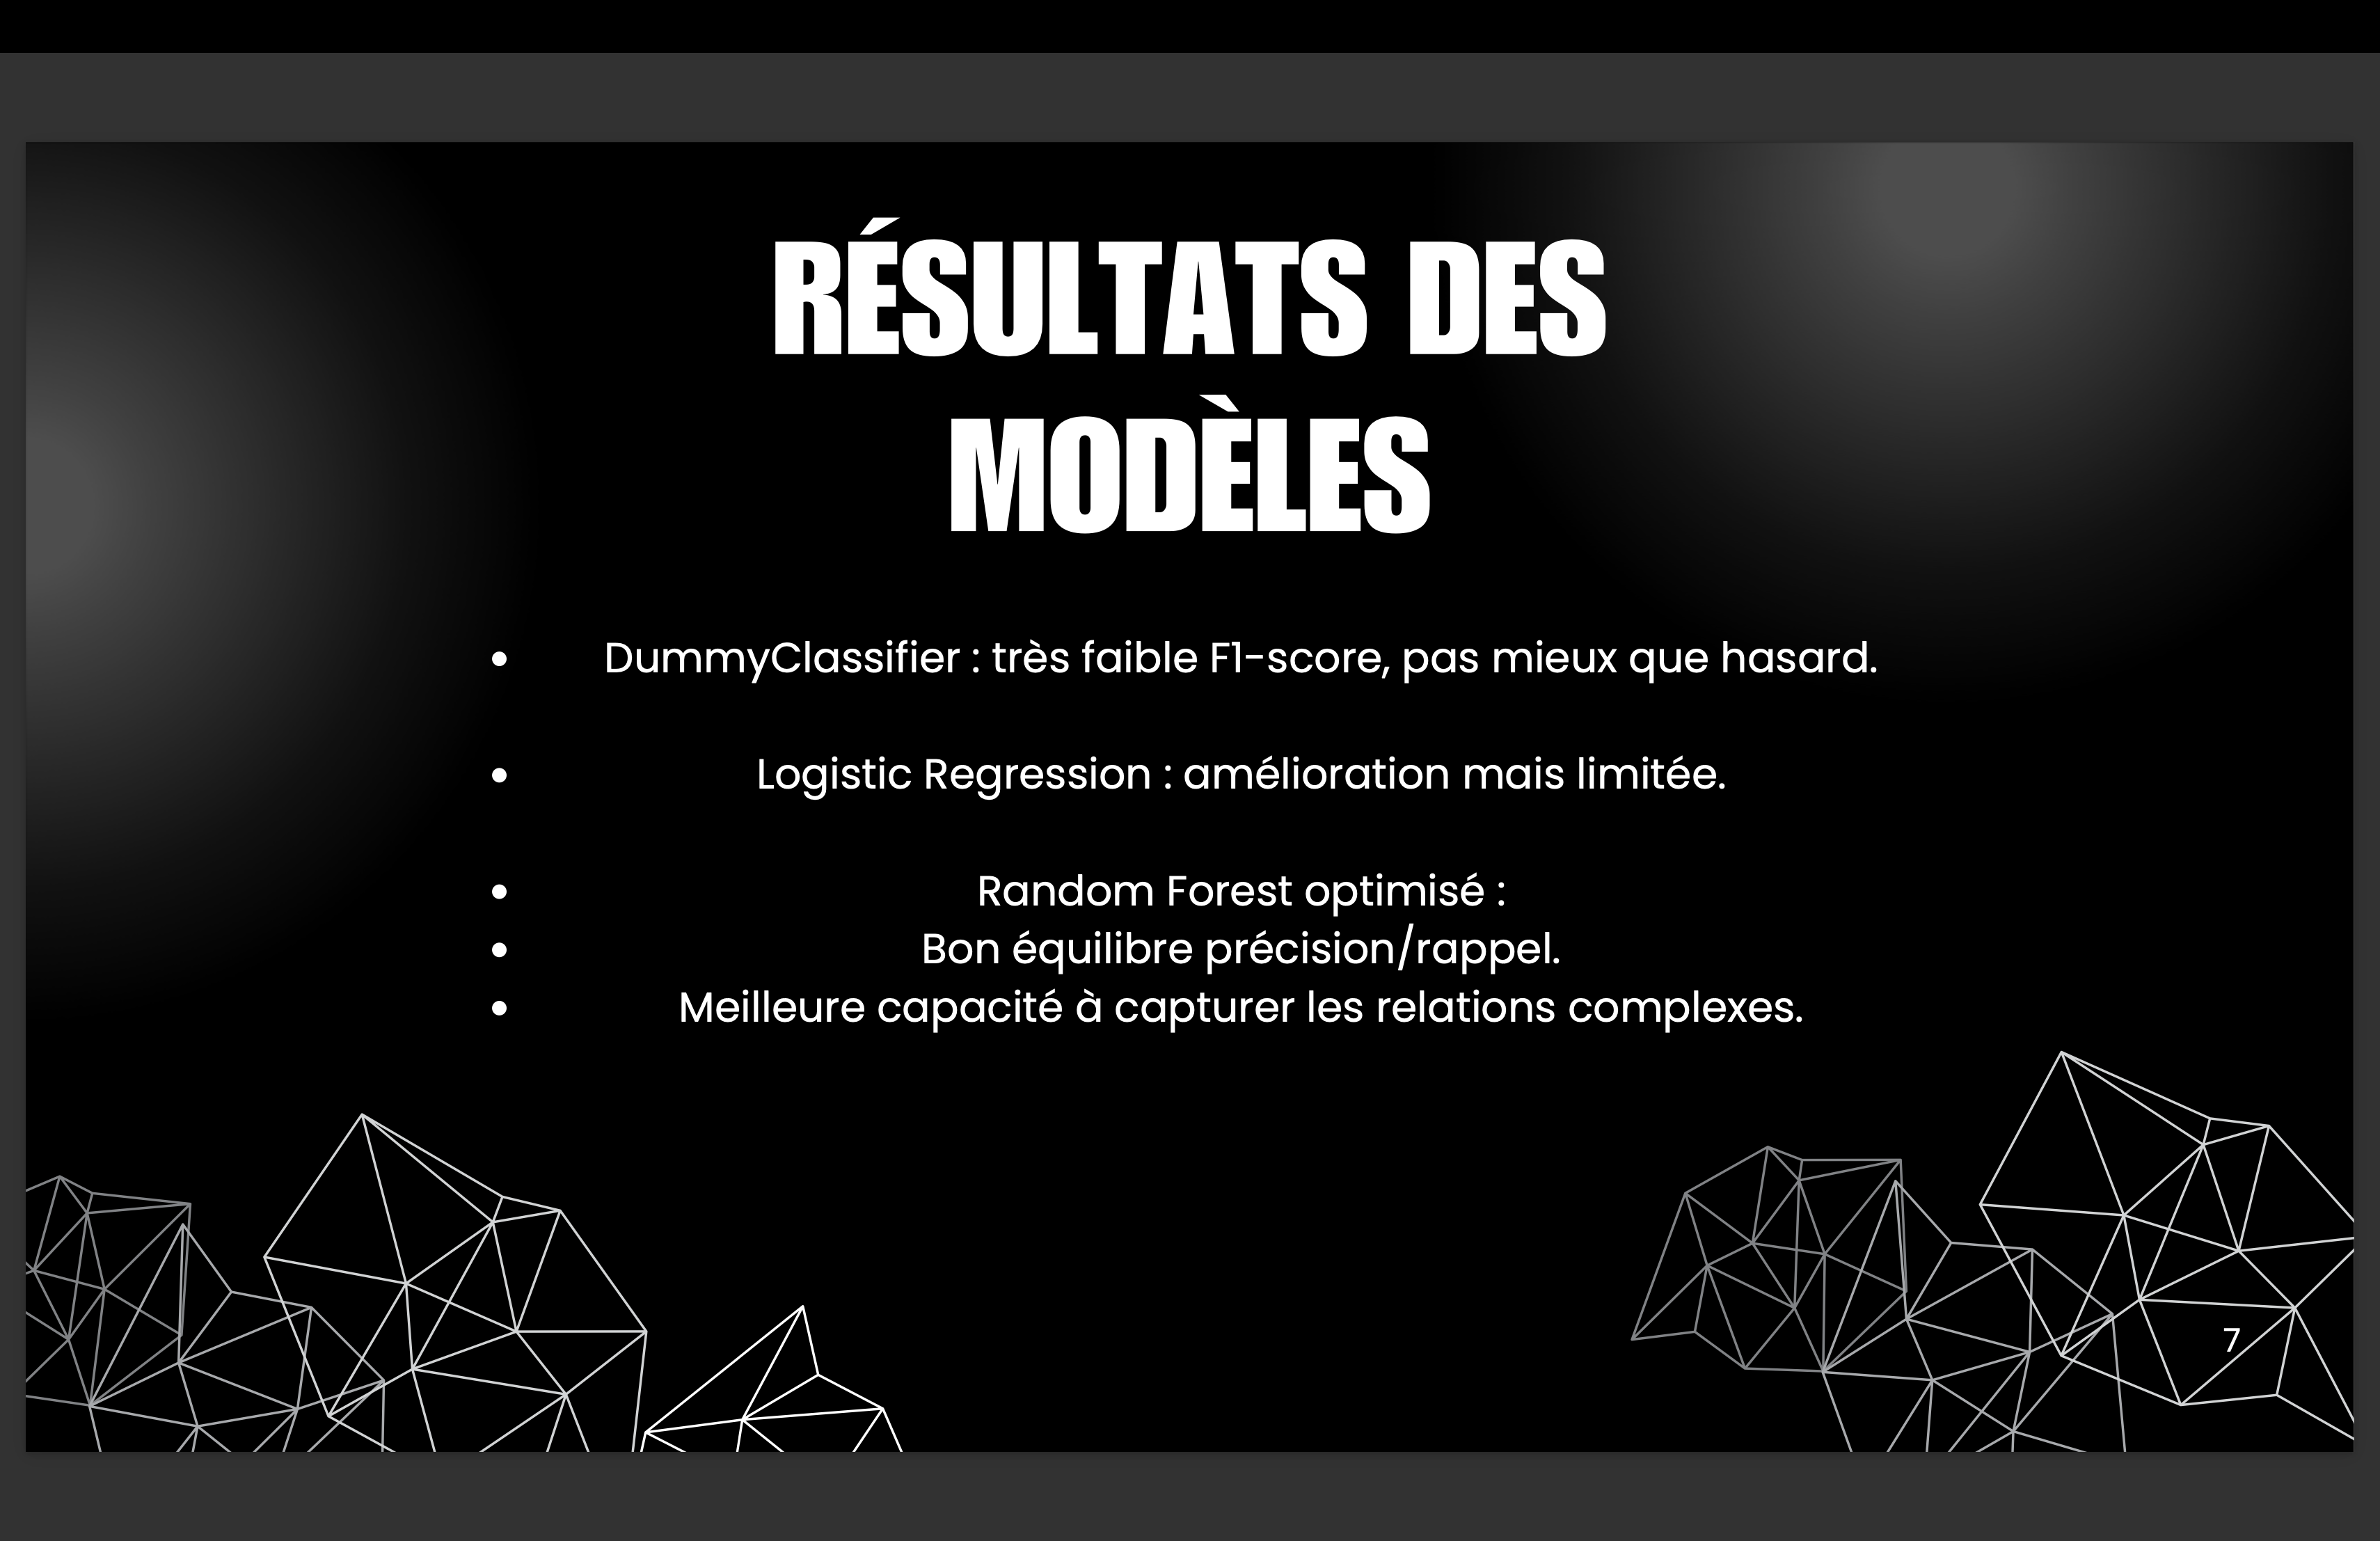 RÉSULTATS DES
MODÈLES
• DummyClassifier : très faible F1-score, pas mieux que hasard.
• Logistic Regression : amélioration mais limitée.
• Random Forest optimisé :
• Bon équilibre précision/rappel.
• Meilleure capacité à capturer les relations complexes.
7